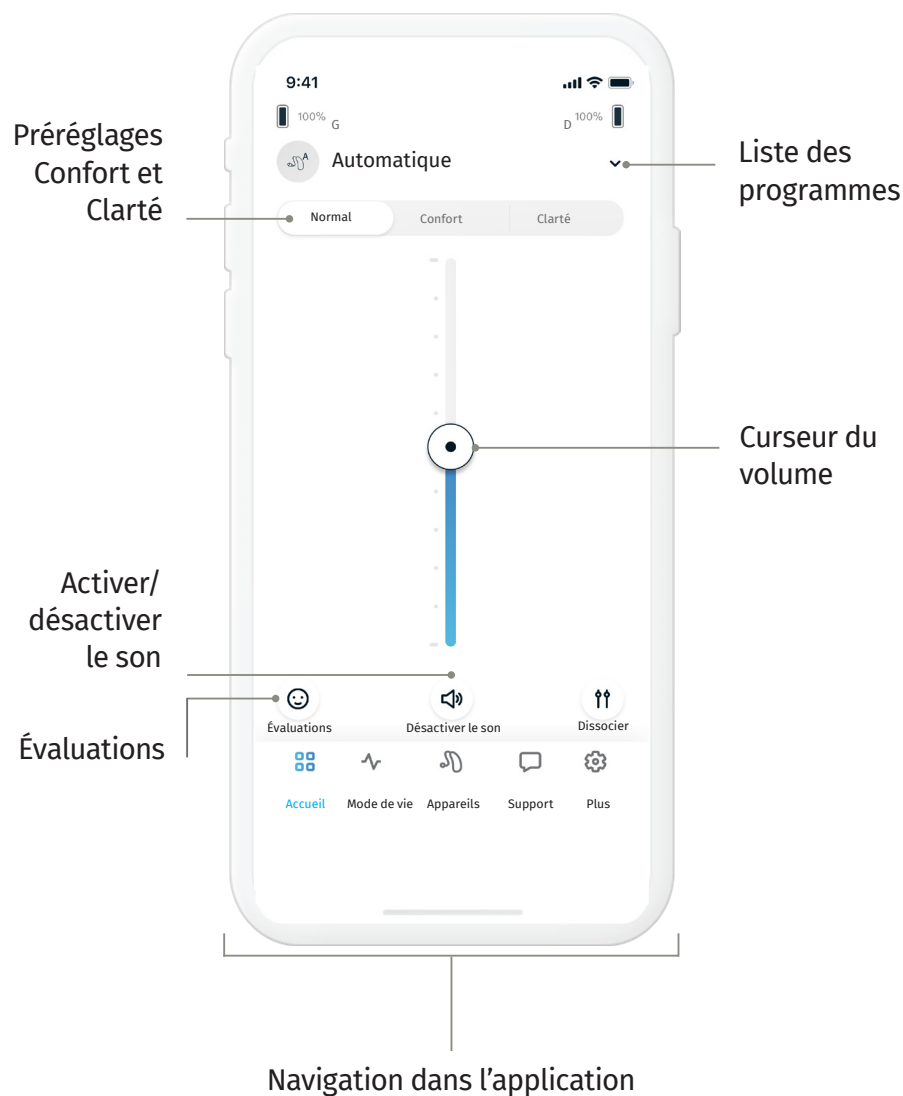 9:41
100% G
D 100%
Préréglages
Confort et
Clarté
Automatique
Liste des
programmes
Normal
Confort
Clarté
Curseur du
volume
Activer/
désactiver
le son
Évaluations
Évaluations
Désactiver le son
Dissocier
Accueil
Mode de vie
Appareils
Support
Plus
Navigation dans l’application